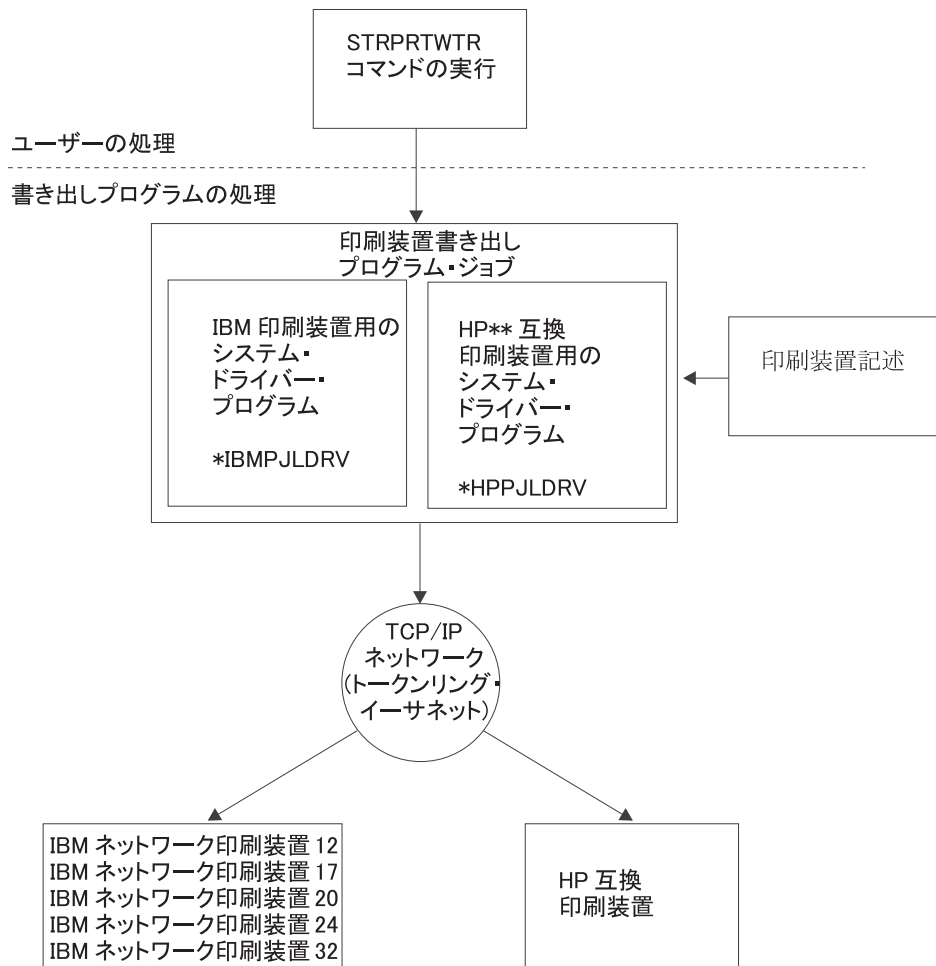 STRPRTWTR
コマンドの実行
ユーザーの処理
書き出しプログラムの処理
印刷装置書き出し
プログラム・ジョブ
IBM 印刷装置用の
システム・
ドライバー・
プログラム
*IBMPJLDRV
HP** 互換
印刷装置用の
システム・
ドライバー・
プログラム
*HPPJLDRV
印刷装置記述
TCP/IP
ネットワーク
(トークンリング・
イーサネット)
IBM ネットワーク印刷装置 12
IBM ネットワーク印刷装置 17
IBM ネットワーク印刷装置 20
IBM ネットワーク印刷装置 24
IBM ネットワーク印刷装置 32
HP 互換
印刷装置